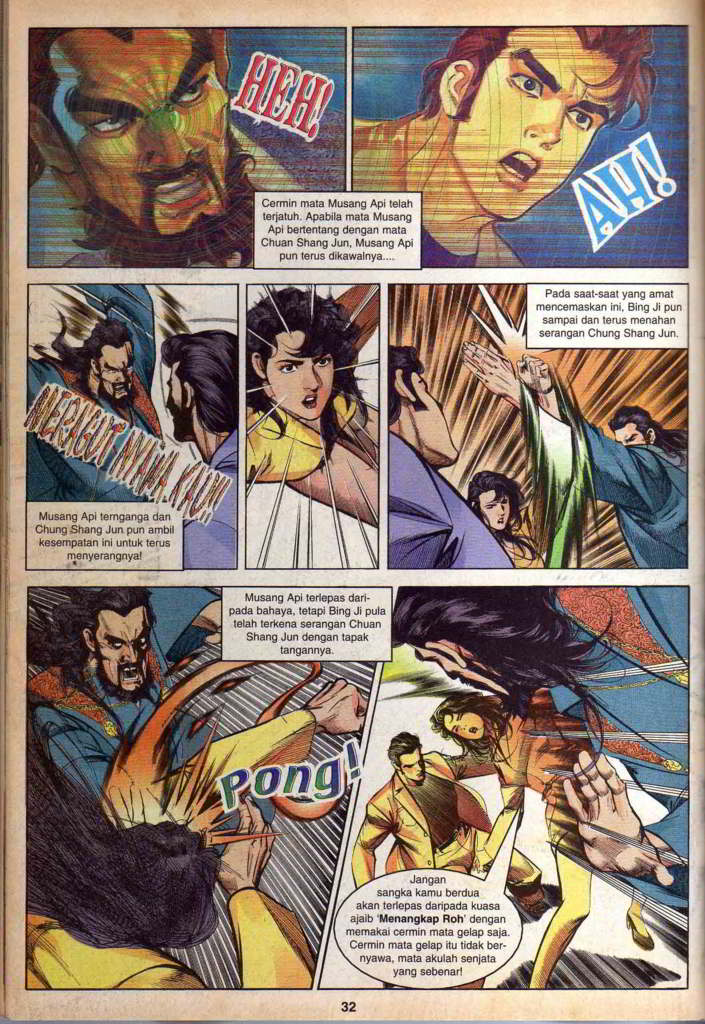 HEH!
AH!
Cermin mata Musang Api telah
terjatuh. Apabila mata Musang
Api bertentang dengan mata
Chuan Shang Jun, Musang Api
pun terus dikawalnya....
Pada saat-saat yang amat
mencemaskan ini, Bing Ji pun
sampai dan terus menahan
serangan Chung Shang Jun.
MERAGUT NYAWA KAU!!
Musang Api ternganga dan
Chung Shang Jun pun ambil
kesempatan ini untuk terus
menyerangnya!
Musang Api terlepas dari-
pada bahaya, tetapi Bing Ji pula
telah terkena serangan Chuan
Shang Jun dengan tapak
tangannya.
Pong!
Jangan
sangka kamu berdua
akan terlepas daripada kuasa
ajaib 'Menangkap Roh' dengan
memakai cermin mata gelap saja.
Cermin mata gelap itu tidak ber-
nyawa, mata akulah senjata
yang sebenar!
32